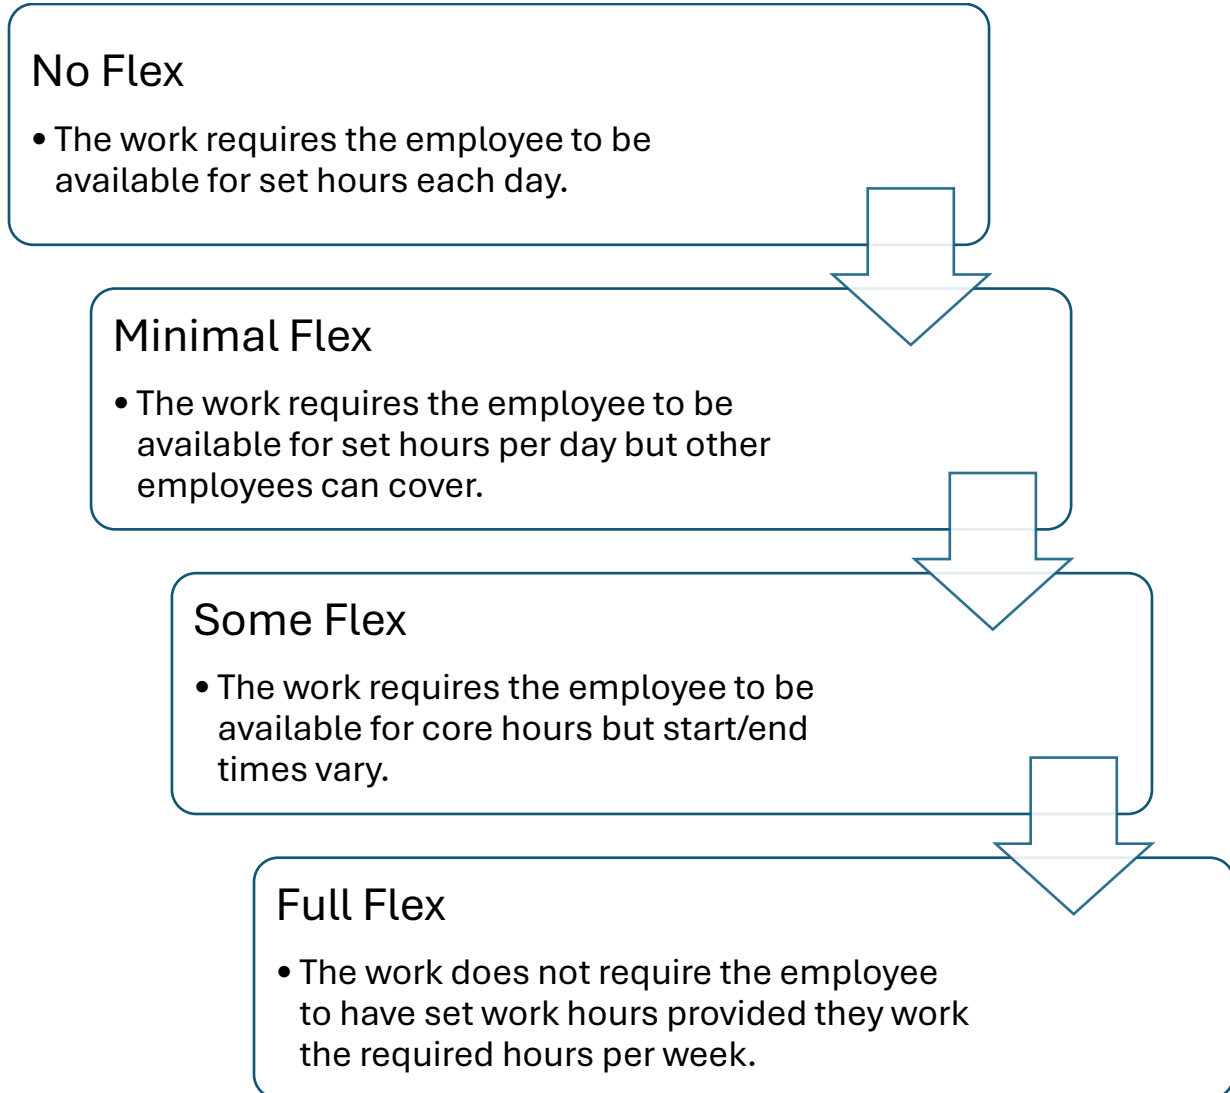 No Flex
• The work requires the employee to be
available for set hours each day.
Minimal Flex
• The work requires the employee to be
available for set hours per day but other
employees can cover.
Some Flex
• The work requires the employee to be
available for core hours but start/end
times vary.
Full Flex
• The work does not require the employee
to have set work hours provided they work
the required hours per week.